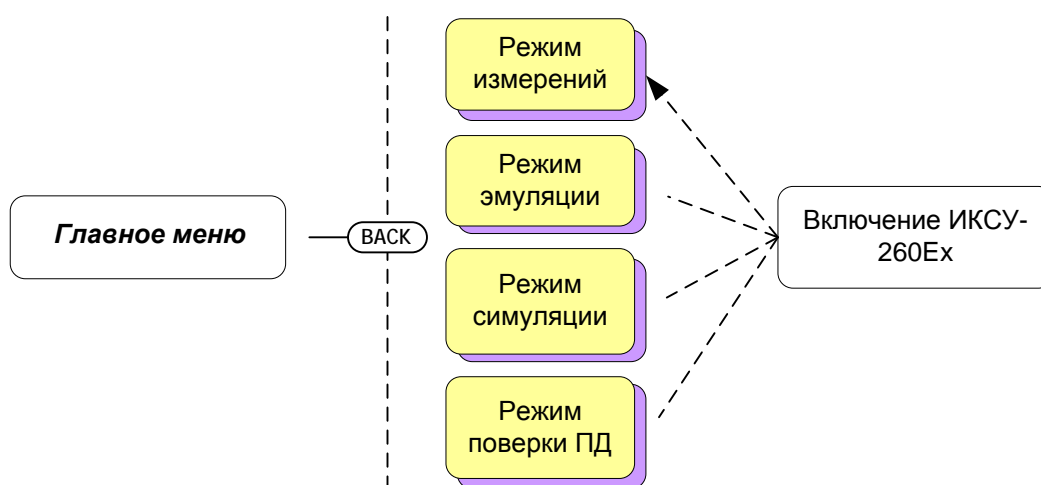 Режим
измерений
Режим
эмуляции
Главное меню
BACK
Включение ИКСУ-
260Ex
Режим
симуляции
Режим
поверки ПД